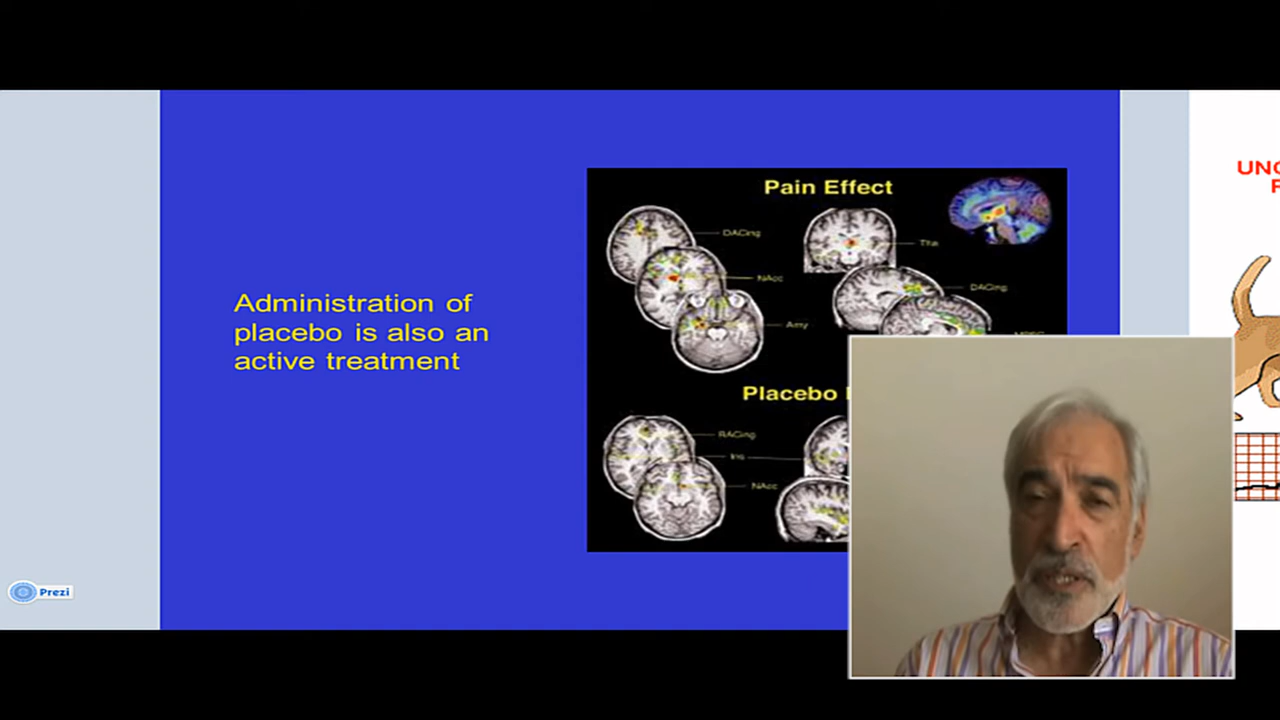 Administration of
placebo is also an
active treatment
Pain Effect
DACing
NAcc
Amy
Tha
DACing
Placebo
RACing
Ins
NAcc
Prezi